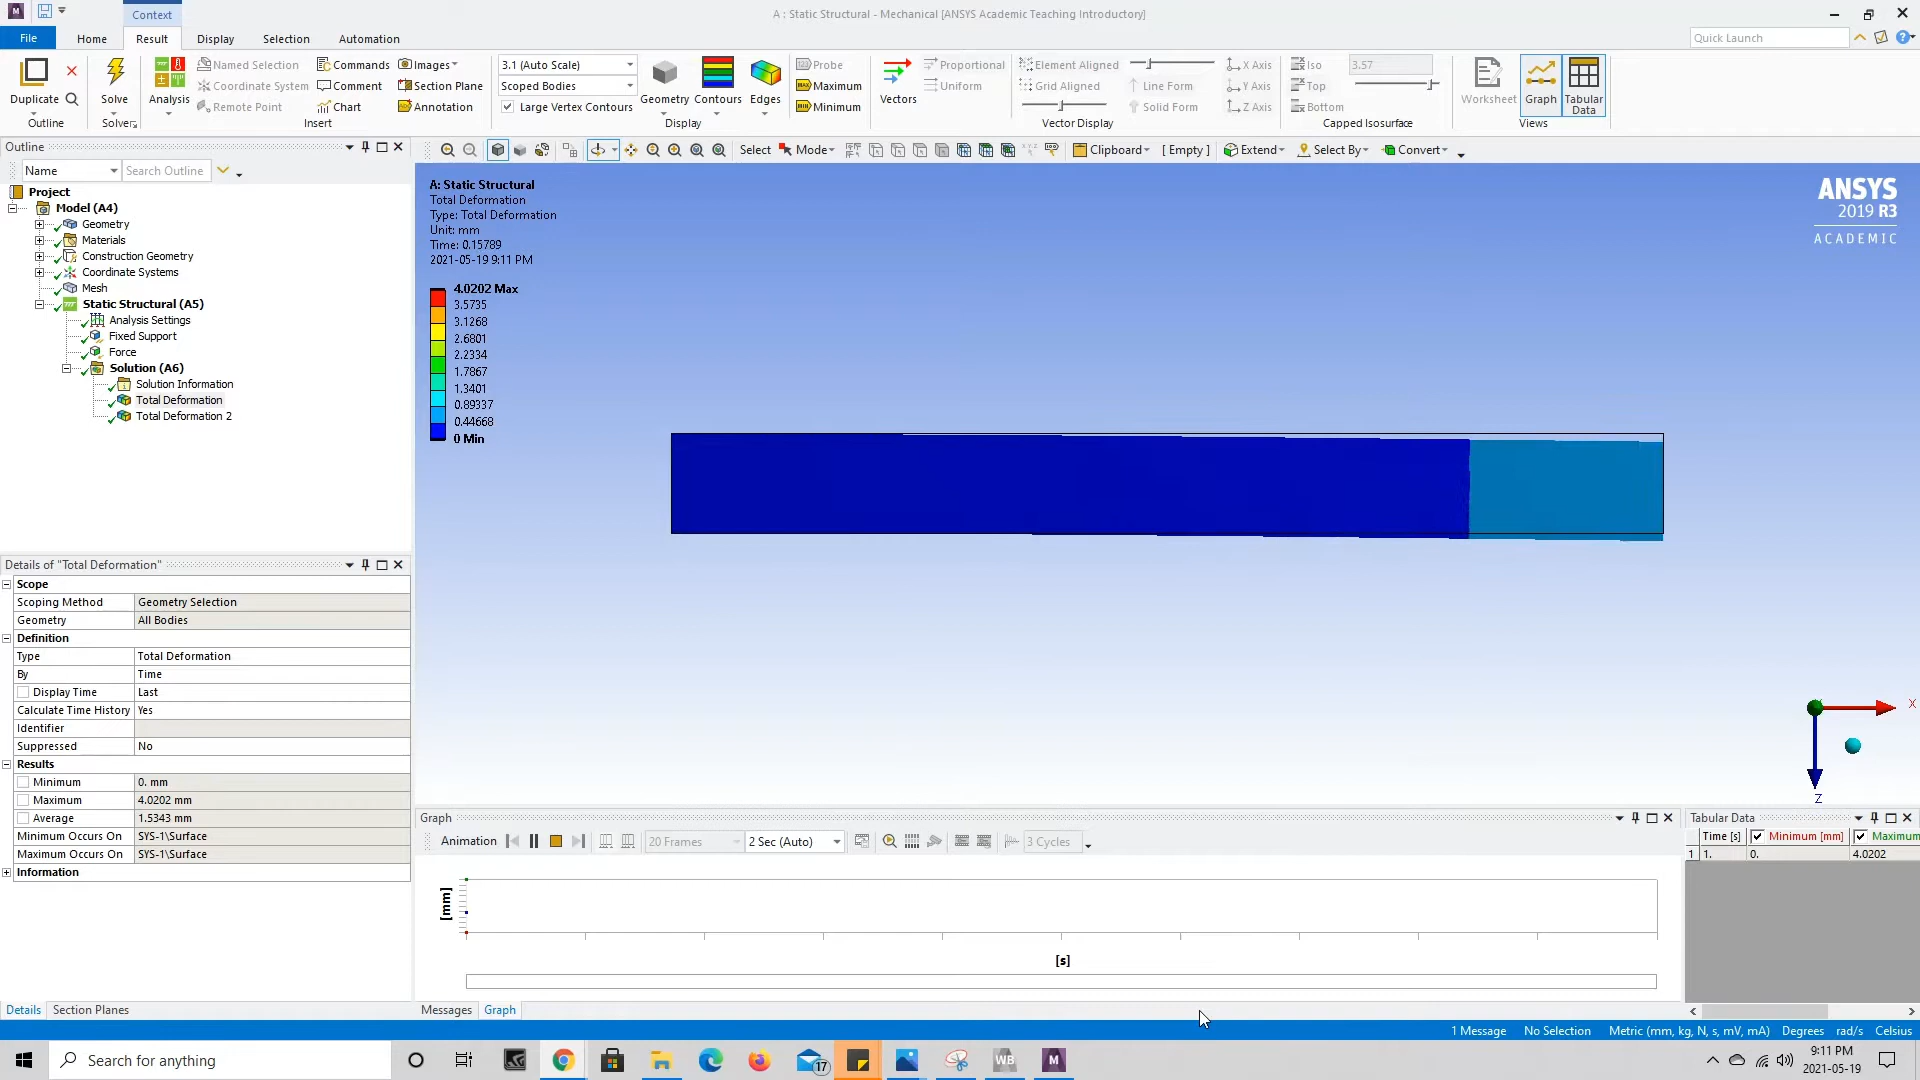 Context
A : Static Structural - Mechanical [ANSYS Academic Teaching Introductory]
File Home Result Display Selection Automation
Quick Launch
Duplicate
Outline
Solve
Solver
Analysis
Named Selection
Coordinate System
Remote Point
Commands
Comment
Chart
Images
Section Plane
Annotation
Insert
3.1 (Auto Scale)
Scoped Bodies
Large Vertex Contours
Geometry
Contours
Edges
Display
Probe
Maximum
Minimum
Vectors
Proportional
Uniform
Element Aligned
Grid Aligned
Line Form
Solid Form
X Axis
Y Axis
Z Axis
Vector Display
Iso
Top
Bottom
3.57
Capped Isosurface
Worksheet
Graph
Tabular Data
Views
Outline
Name
Search Outline
Select Mode Clipboard [ Empty ] Extend Select By Convert
Project
Model (A4)
Geometry
Materials
Construction Geometry
Coordinate Systems
Mesh
Static Structural (A5)
Analysis Settings
Fixed Support
Force
Solution (A6)
Solution Information
Total Deformation
Total Deformation 2
A: Static Structural
Total Deformation
Type: Total Deformation
Unit: mm
Time: 0.15789
2021-05-19 9:11 PM
4.0202 Max
3.5735
3.1268
2.6801
2.2334
1.7867
1.3401
0.89337
0.44668
0 Min
ANSYS
2019 R3
ACADEMIC
X
Z
Details of "Total Deformation"
Scope
Scoping Method Geometry Selection
Geometry All Bodies
Definition
Type Total Deformation
By Time
Display Time Last
Calculate Time History Yes
Identifier
Suppressed No
Results
Minimum 0. mm
Maximum 4.0202 mm
Average 1.5343 mm
Minimum Occurs On SYS-1\Surface
Maximum Occurs On SYS-1\Surface
Information
Details Section Planes
Graph
Animation 20 Frames 2 Sec (Auto) 3 Cycles
[mm]
[s]
Messages Graph
Tabular Data
Time [s] Minimum [mm] Maximum
1 1. 0. 4.0202
1 Message No Selection Metric (mm, kg, N, s, mV, mA) Degrees rad/s Celsius
Search for anything
17
WB
M
9:11 PM
2021-05-19